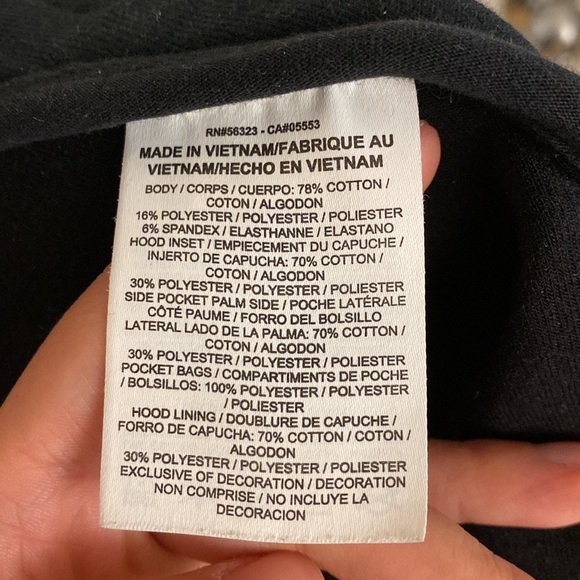 RN#56323 - CA#05553
MADE IN VIETNAM/FABRIQUE AU
VIETNAM/HECHO EN VIETNAM
BODY / CORPS / CUERPO: 78% COTTON /
COTON / ALGODON
16% POLYESTER / POLYESTER / POLIESTER
6% SPANDEX / ELASTHANNE / ELASTANO
HOOD INSET / EMPIECEMENT DU CAPUCHE /
INJERTO DE CAPUCHA: 70% COTTON /
COTON / ALGODON
30% POLYESTER / POLYESTER / POLIESTER
SIDE POCKET PALM SIDE / POCHE LATÉRALE
CÔTÉ PAUME / FORRO DEL BOLSILLO
LATERAL LADO DE LA PALMA: 70% COTTON /
COTON / ALGODON
30% POLYESTER / POLYESTER / POLIESTER
POCKET BAGS / COMPARTIMENTS DE POCHE
/ BOLSILLOS: 100% POLYESTER / POLYESTER
/ POLIESTER
HOOD LINING / DOUBLURE DE CAPUCHE /
FORRO DE CAPUCHA: 70% COTTON / COTON /
ALGODON
30% POLYESTER / POLYESTER / POLIESTER
EXCLUSIVE OF DECORATION / DECORATION
NON COMPRISE / NO INCLUYE LA
DECORACION